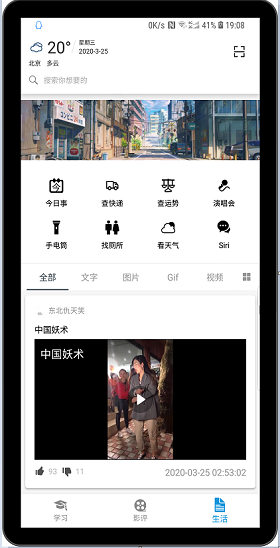 0K/s 41% 19:08
20° 星期三
2020-3-25
北京 多云
搜索你想要的
今日事 查快递 查运势 演唱会
手电筒 找厕所 看天气 Siri
全部 文字 图片 Gif 视频
东北仇天笑
中国妖术
中国妖术
93 11 2020-03-25 02:53:02
学习 影评 生活